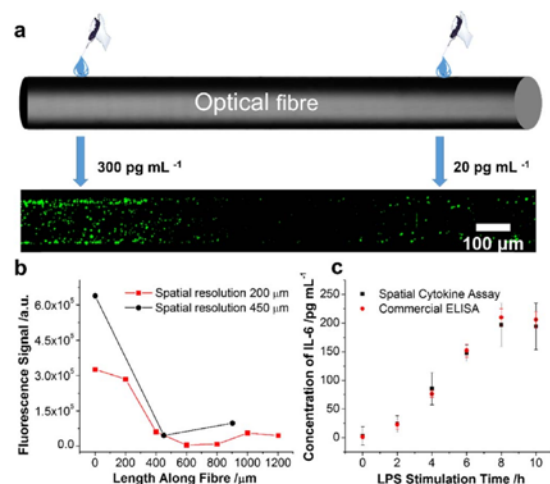 a
Optical fibre
300 pg mL⁻¹
20 pg mL⁻¹
100 µm
b
Spatial resolution 200 µm
Spatial resolution 450 µm
6.0x10⁵
4.5x10⁵
3.0x10⁵
1.5x10⁵
0.0
Fluorescence Signal /a.u.
0 200 400 600 800 1000 1200
Length Along Fibre /µm
c
Spatial Cytokine Assay
Commercial ELISA
250
200
150
100
50
0
Concentration of IL-6 /pg mL⁻¹
0 2 4 6 8 10
LPS Stimulation Time /h